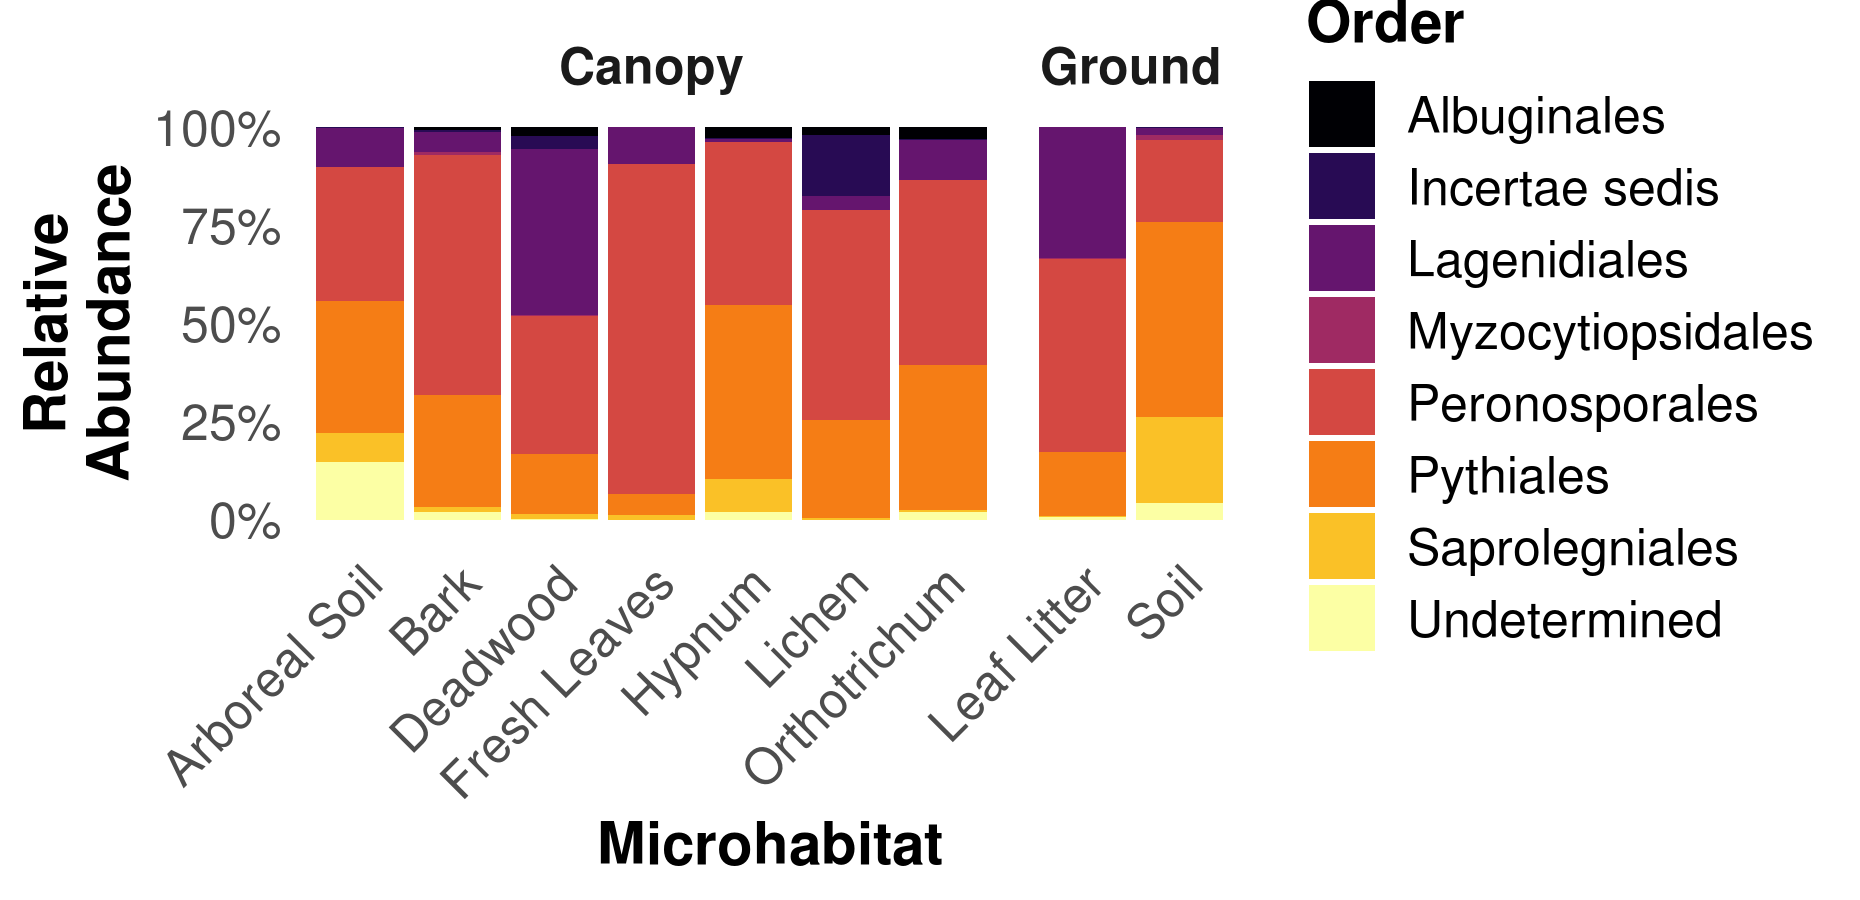 Canopy
Ground
Relative
Abundance
100%
75%
50%
25%
0%
Arboreal Soil
Bark
Deadwood
Fresh Leaves
Hypnum
Lichen
Orthotrichum
Leaf Litter
Soil
Microhabitat
Order
Albuginales
Incertae sedis
Lagenidiales
Myzocytiopsidales
Peronosporales
Pythiales
Saprolegniales
Undetermined